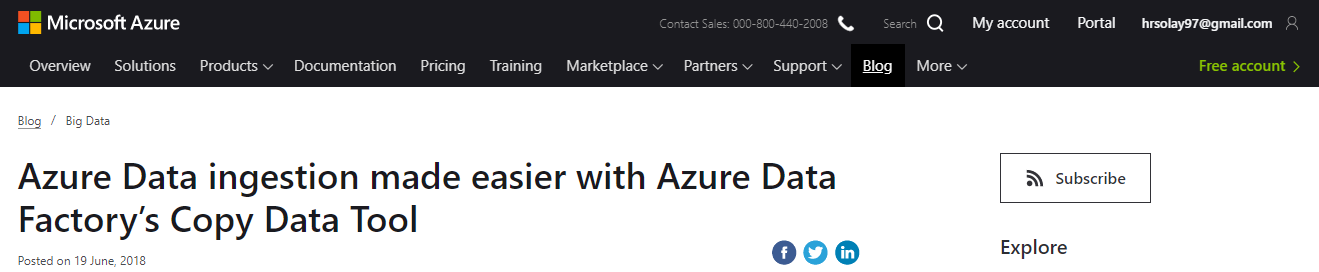 Microsoft Azure
Contact Sales: 000-800-440-2008 Search My account Portal hrsolay97@gmail.com
Overview Solutions Products Documentation Pricing Training Marketplace Partners Support Blog More Free account
Blog / Big Data
Azure Data ingestion made easier with Azure Data
Factory’s Copy Data Tool
Posted on 19 June, 2018
Subscribe
Explore